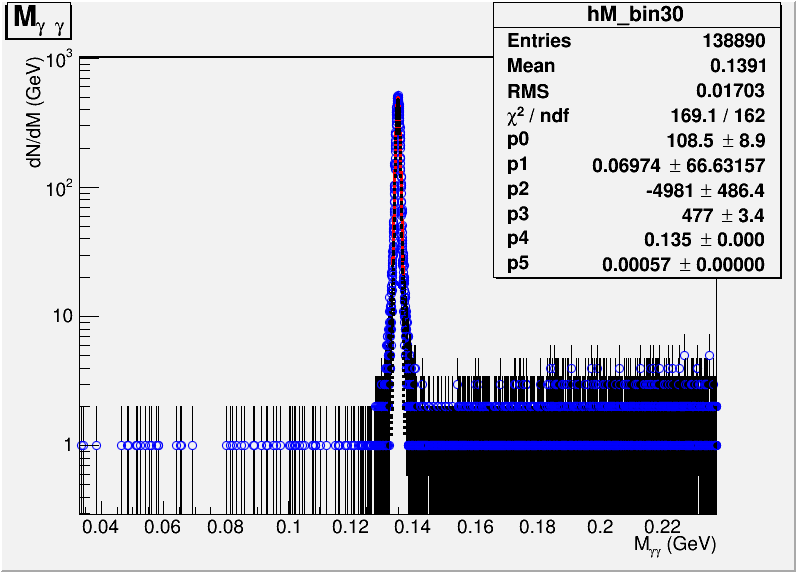 M_γ γ
hM_bin30
Entries 138890
Mean 0.1391
RMS 0.01703
χ² / ndf 169.1 / 162
p0 108.5 ± 8.9
p1 0.06974 ± 66.63157
p2 -4981 ± 486.4
p3 477 ± 3.4
p4 0.135 ± 0.000
p5 0.00057 ± 0.00000
dN/dM (GeV)
10³
10²
10
1
0.04 0.06 0.08 0.1 0.12 0.14 0.16 0.18 0.2 0.22
M_γγ (GeV)